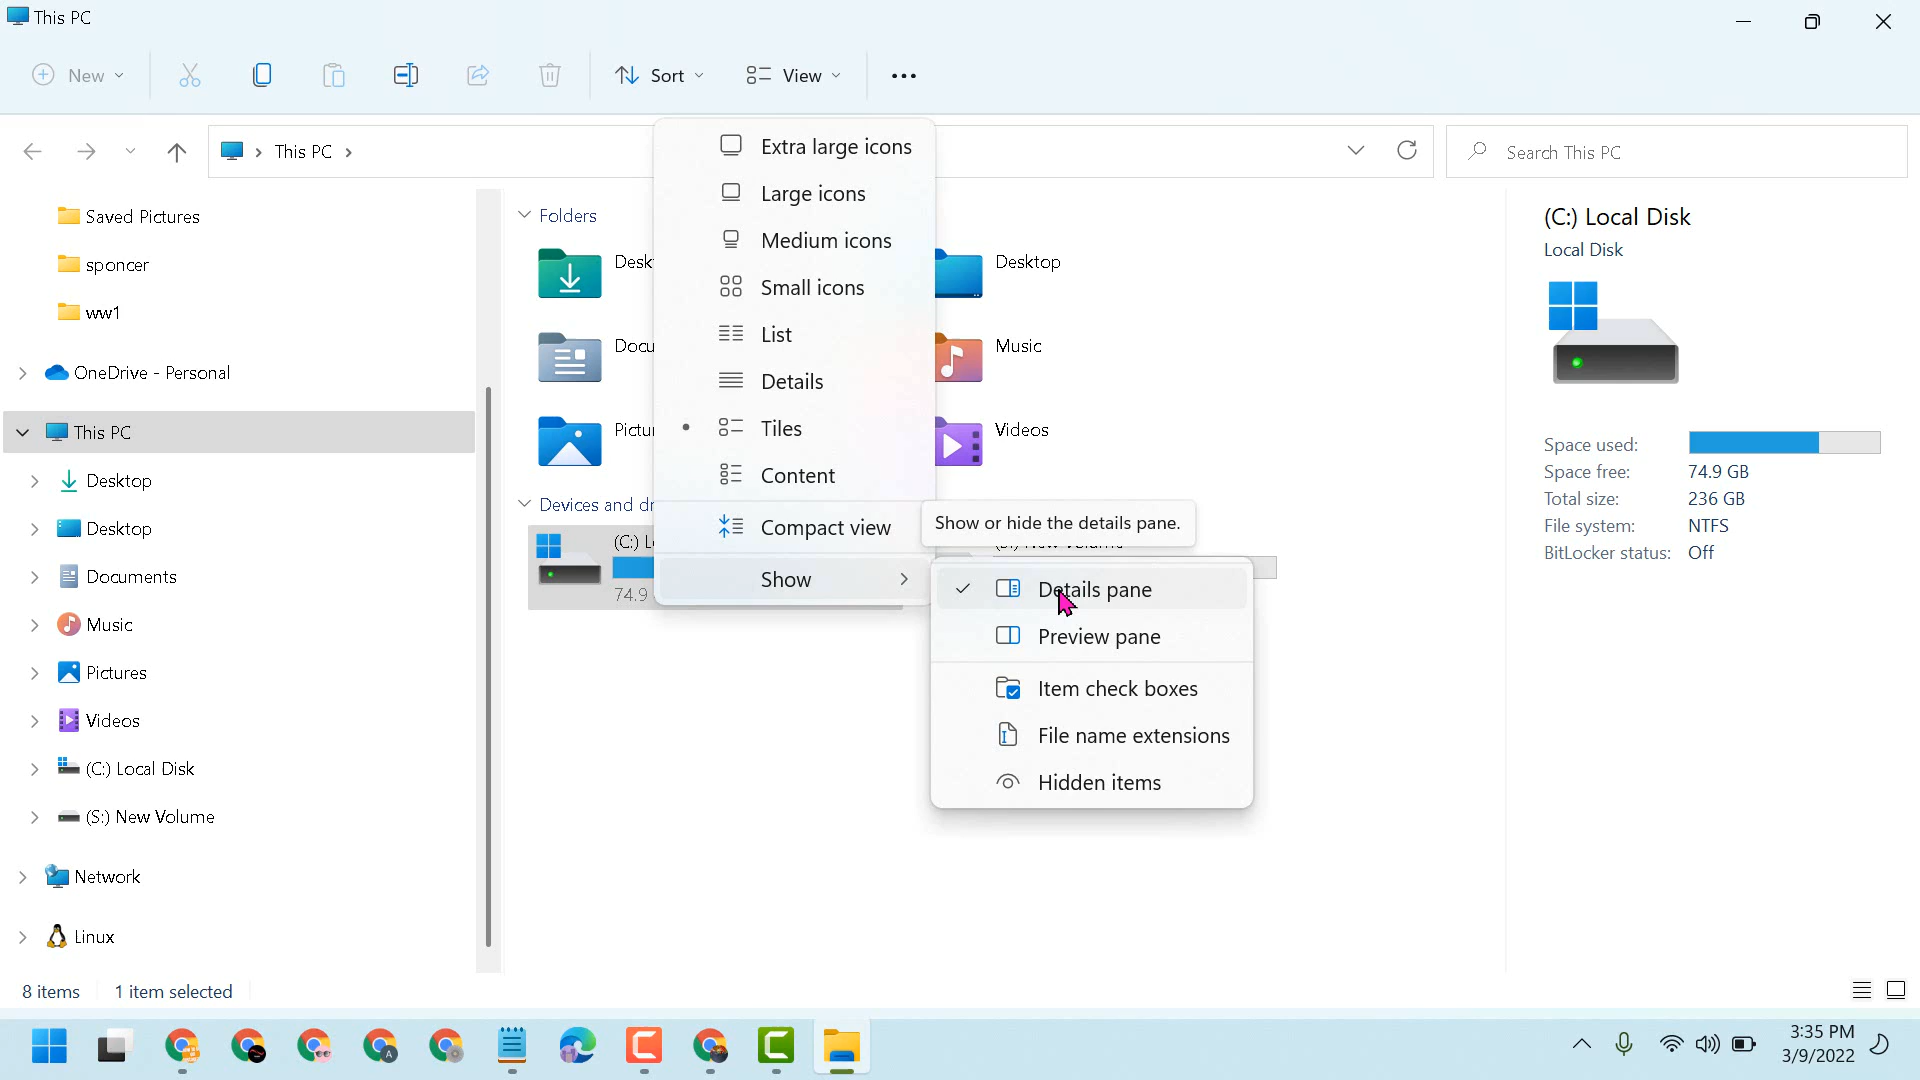 This PC
New
Sort
View
This PC
Search This PC
Saved Pictures
sponcer
ww1
OneDrive - Personal
This PC
Desktop
Desktop
Documents
Music
Pictures
Videos
(C:) Local Disk
(S:) New Volume
Network
Linux
Folders
Desk
Docu
Pictu
Desktop
Music
Videos
Devices and dr
(C:) L
74.9
Extra large icons
Large icons
Medium icons
Small icons
List
Details
Tiles
Content
Compact view
Show
Show or hide the details pane.
Details pane
Preview pane
Item check boxes
File name extensions
Hidden items
(C:) Local Disk
Local Disk
Space used:
Space free: 74.9 GB
Total size: 236 GB
File system: NTFS
BitLocker status: Off
8 items 1 item selected
A
3:35 PM
3/9/2022